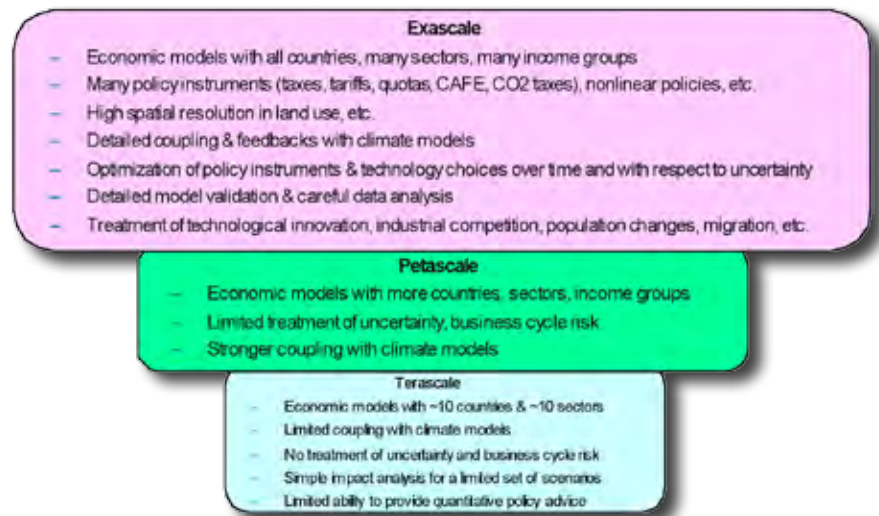 Exascale
– Economic models with all countries, many sectors, many income groups
– Many policy instruments (taxes, tariffs, quotas, CAFE, CO2 taxes), nonlinear policies, etc.
– High spatial resolution in land use, etc.
– Detailed coupling & feedbacks with climate models
– Optimization of policy instruments & technology choices over time and with respect to uncertainty
– Detailed model validation & careful data analysis
– Treatment of technological innovation, industrial competition, population changes, migration, etc.
Petascale
– Economic models with more countries, sectors, income groups
– Limited treatment of uncertainty, business cycle risk
– Stronger coupling with climate models
Terascale
– Economic models with ~10 countries & ~10 sectors
– Limited coupling with climate models
– No treatment of uncertainty and business cycle risk
– Simple impact analysis for a limited set of scenarios
– Limited ability to provide quantitative policy advice